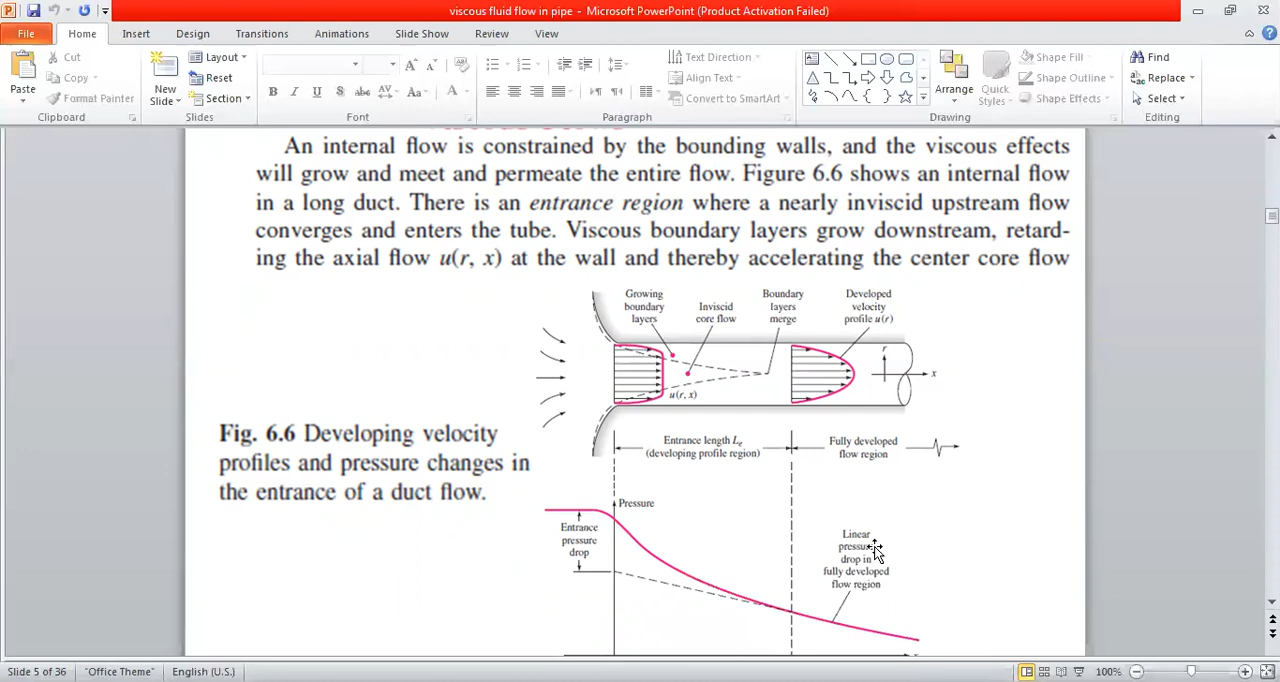 viscous fluid flow in pipe - Microsoft PowerPoint (Product Activation Failed)
File Home Insert Design Transitions Animations Slide Show Review View
Paste
Cut
Copy
Format Painter
Clipboard
New
Slide
Layout
Reset
Section
Slides
Font
Text Direction
Align Text
Convert to SmartArt
Paragraph
Arrange
Quick
Styles
Shape Fill
Shape Outline
Shape Effects
Drawing
Find
Replace
Select
Editing
An internal flow is constrained by the bounding walls, and the viscous effects
will grow and meet and permeate the entire flow. Figure 6.6 shows an internal flow
in a long duct. There is an entrance region where a nearly inviscid upstream flow
converges and enters the tube. Viscous boundary layers grow downstream, retard-
ing the axial flow u(r, x) at the wall and thereby accelerating the center core flow
Growing
boundary
layers
Inviscid
core flow
Boundary
layers
merge
Developed
velocity
profile u(r)
r
x
u(r, x)
Entrance length Le
(developing profile region)
Fully developed
flow region
Fig. 6.6 Developing velocity
profiles and pressure changes in
the entrance of a duct flow.
Pressure
Entrance
pressure
drop
Linear
pressure
drop in
fully developed
flow region
Slide 5 of 36
"Office Theme"
English (U.S.)
100%